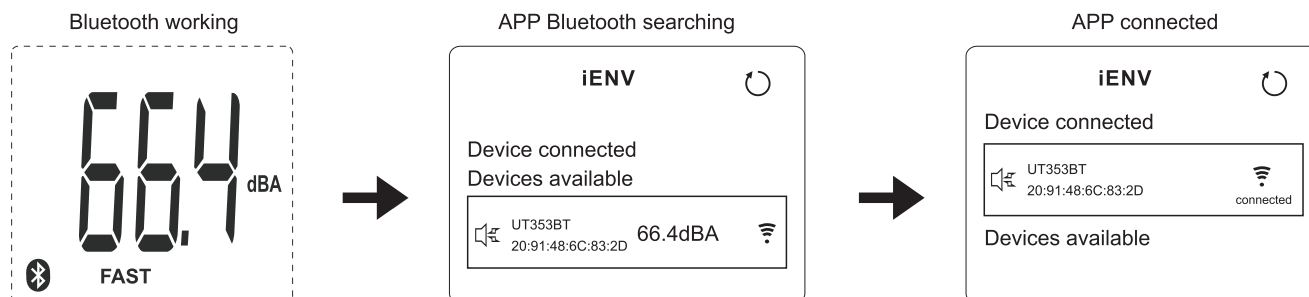 Bluetooth working
66.4
dBA
FAST
APP Bluetooth searching
iENV
Device connected
Devices available
UT353BT
20:91:48:6C:83:2D
66.4dBA
APP connected
iENV
Device connected
UT353BT
20:91:48:6C:83:2D
connected
Devices available